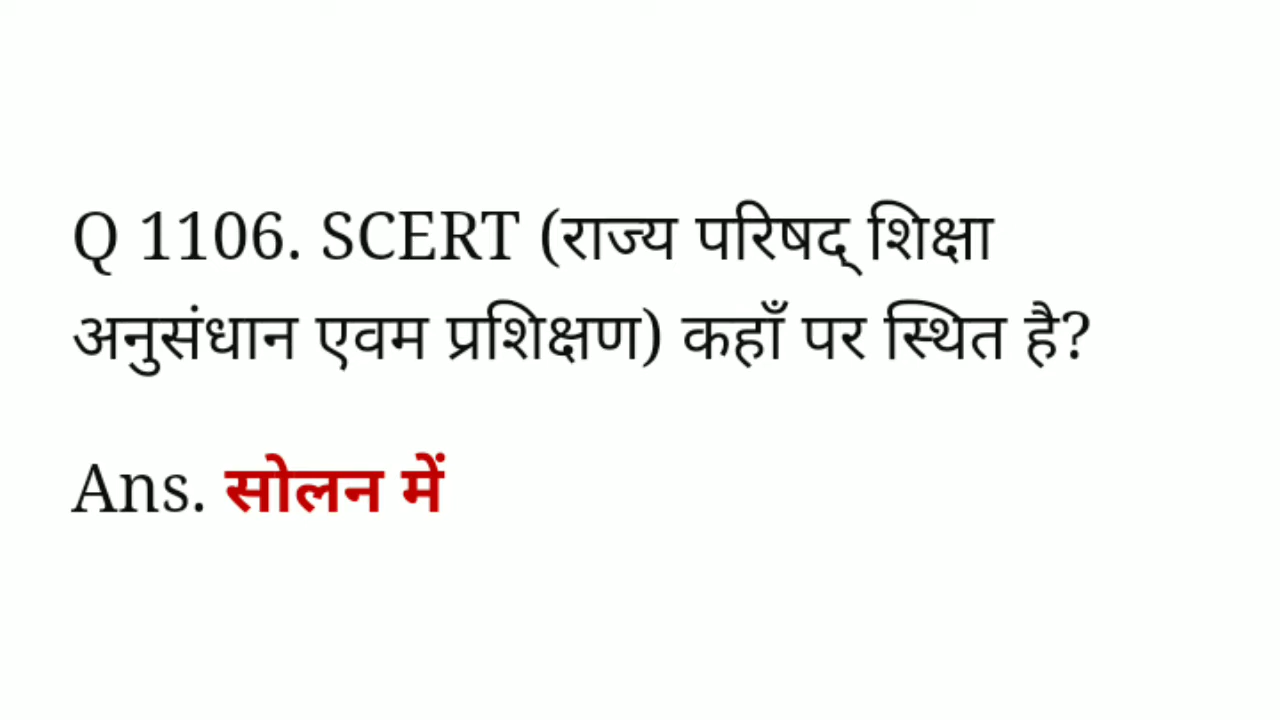 Q 1106. SCERT (राज्य परिषद् शिक्षा
अनुसंधान एवम प्रशिक्षण) कहाँ पर स्थित है?
Ans. सोलन में